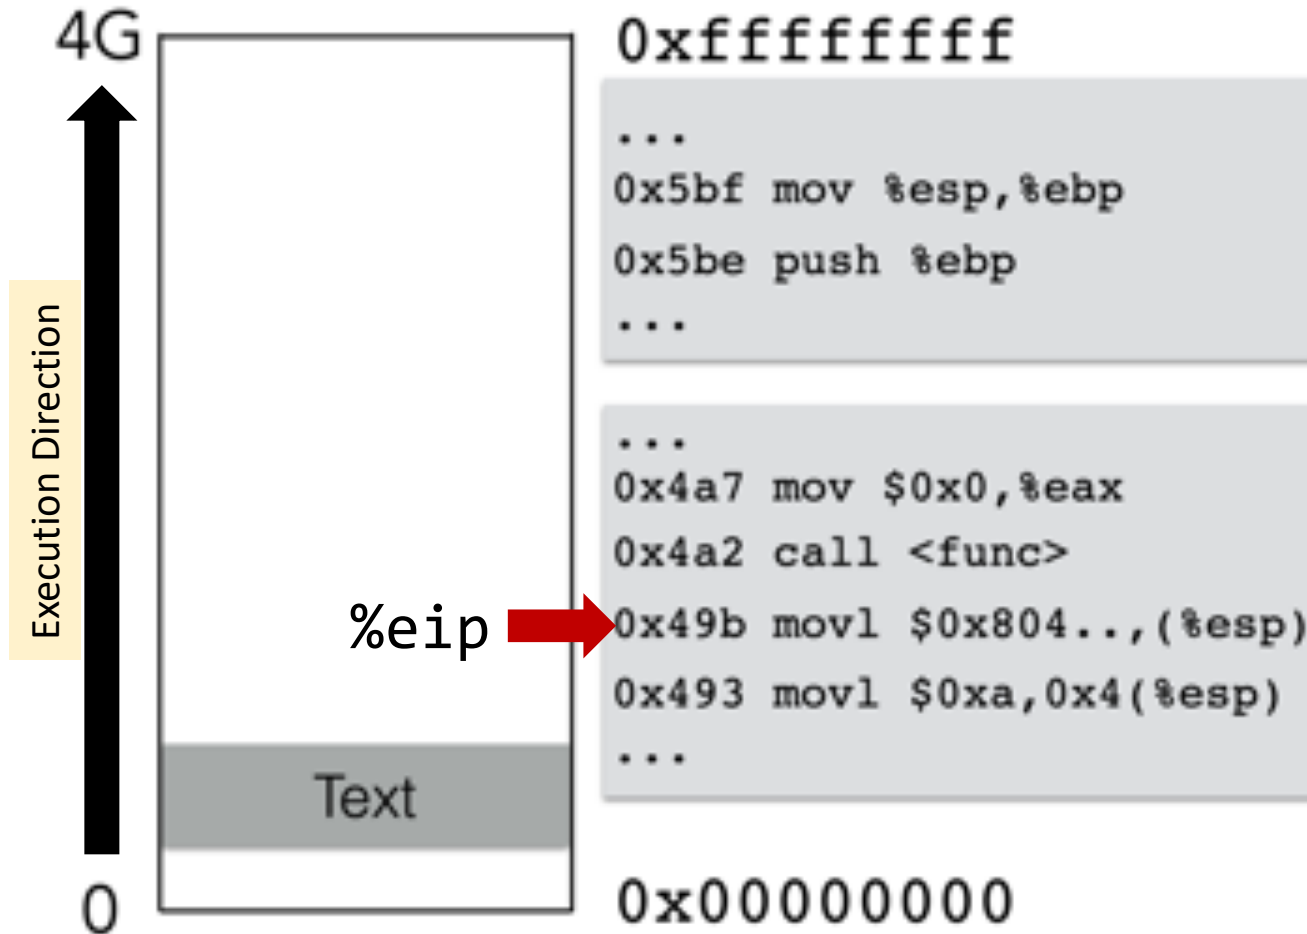 4G
0xffffffff
...
0x5bf mov %esp,%ebp
0x5be push %ebp
...
Execution Direction
...
0x4a7 mov $0x0,%eax
0x4a2 call <func>
%eip
0x49b movl $0x804..,(%esp)
0x493 movl $0xa,0x4(%esp)
...
Text
0
0x00000000